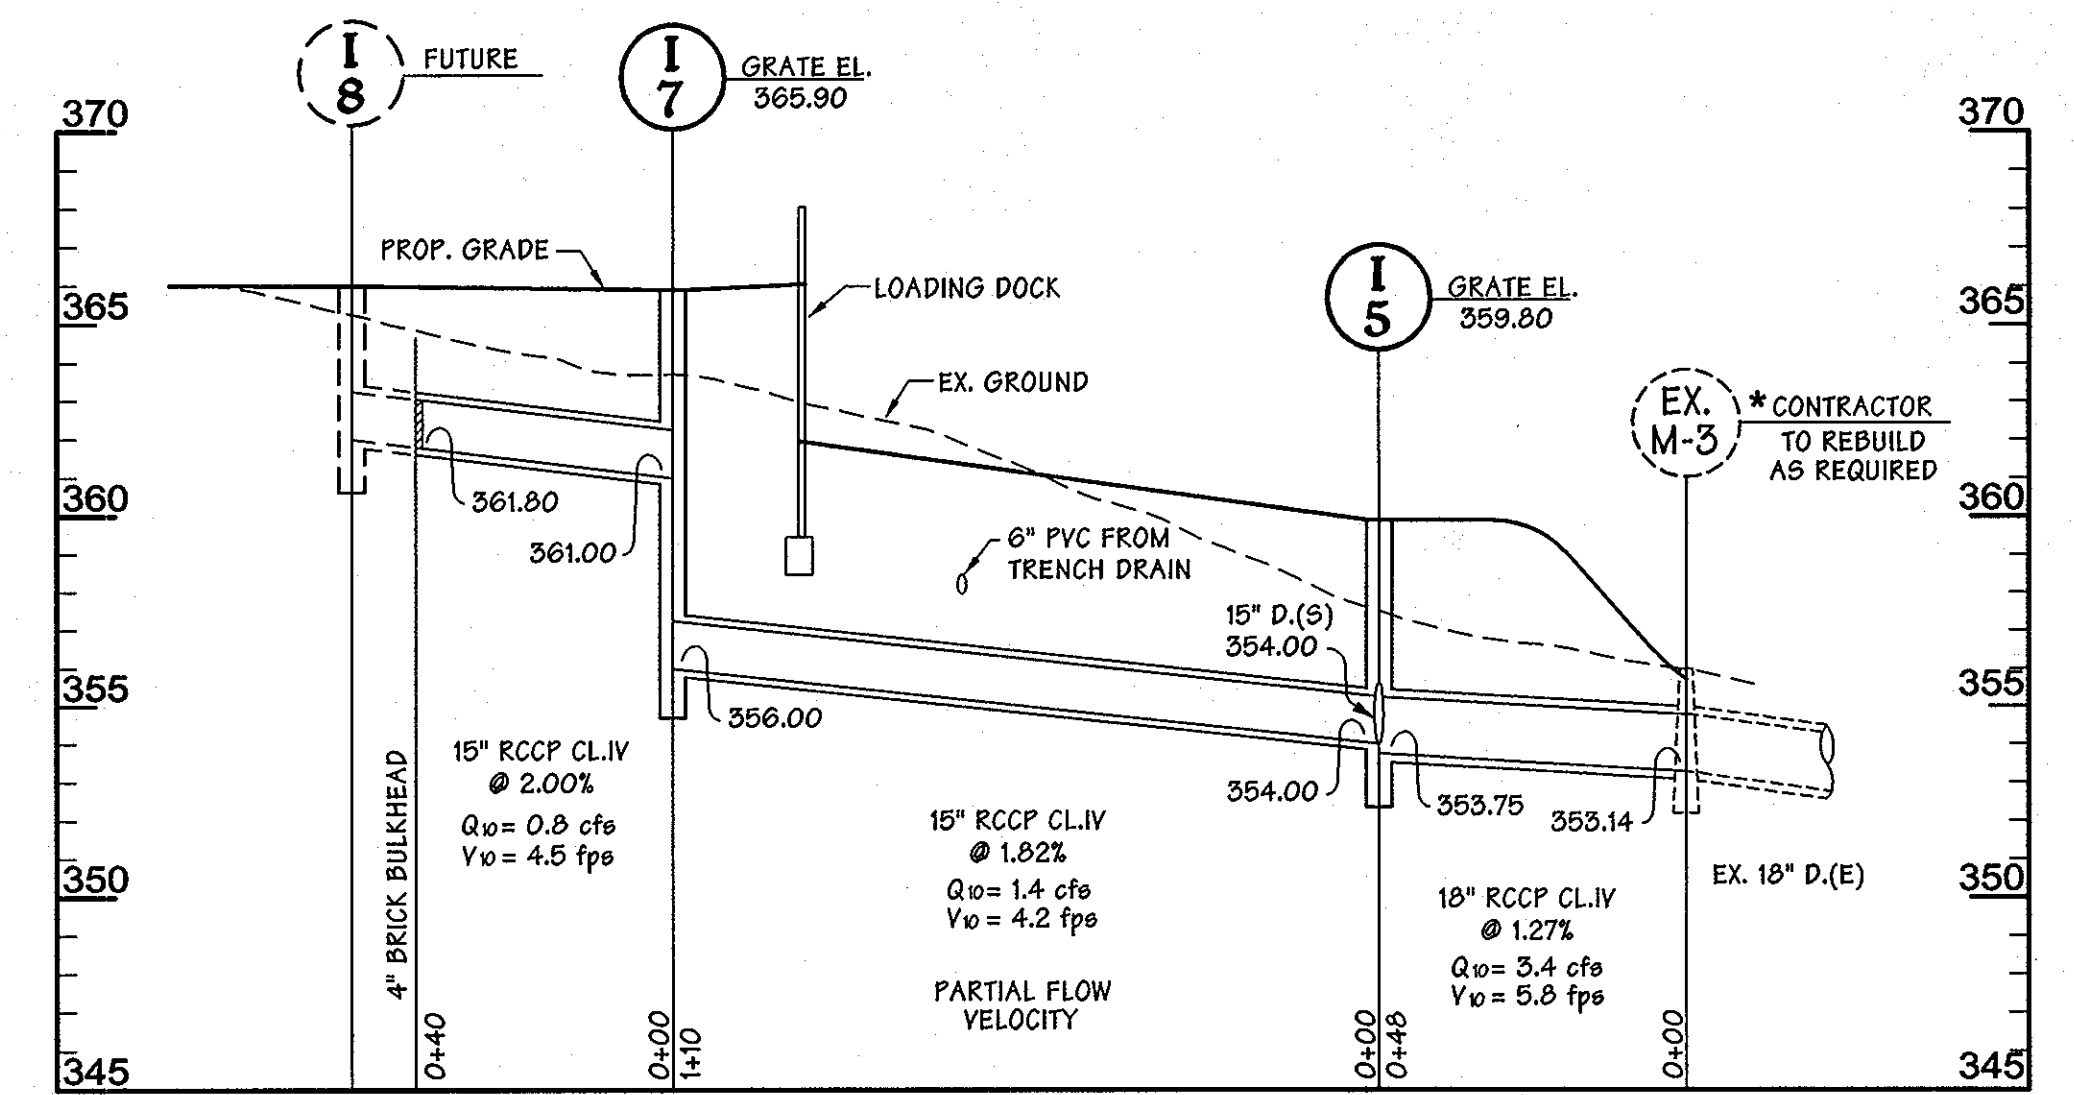 I
8
FUTURE
I
7
GRATE EL.
365.90
370
370
PROP. GRADE
LOADING DOCK
I
5
GRATE EL.
359.80
365
365
EX. GROUND
EX.
M-3
*CONTRACTOR
TO REBUILD
AS REQUIRED
360
360
361.80
361.00
6" PVC FROM
TRENCH DRAIN
15" D.(S)
354.00
355
355
356.00
354.00
353.75
353.14
15" RCCP CL.IV
@ 2.00%
Q10= 0.8 cfs
V10 = 4.5 fps
15" RCCP CL.IV
@ 1.82%
Q10= 1.4 cfs
V10 = 4.2 fps
18" RCCP CL.IV
@ 1.27%
Q10= 3.4 cfs
V10 = 5.8 fps
EX. 18" D.(E)
350
350
4" BRICK BULKHEAD
PARTIAL FLOW
VELOCITY
0+40
0+00
1+10
0+00
0+48
0+00
345
345